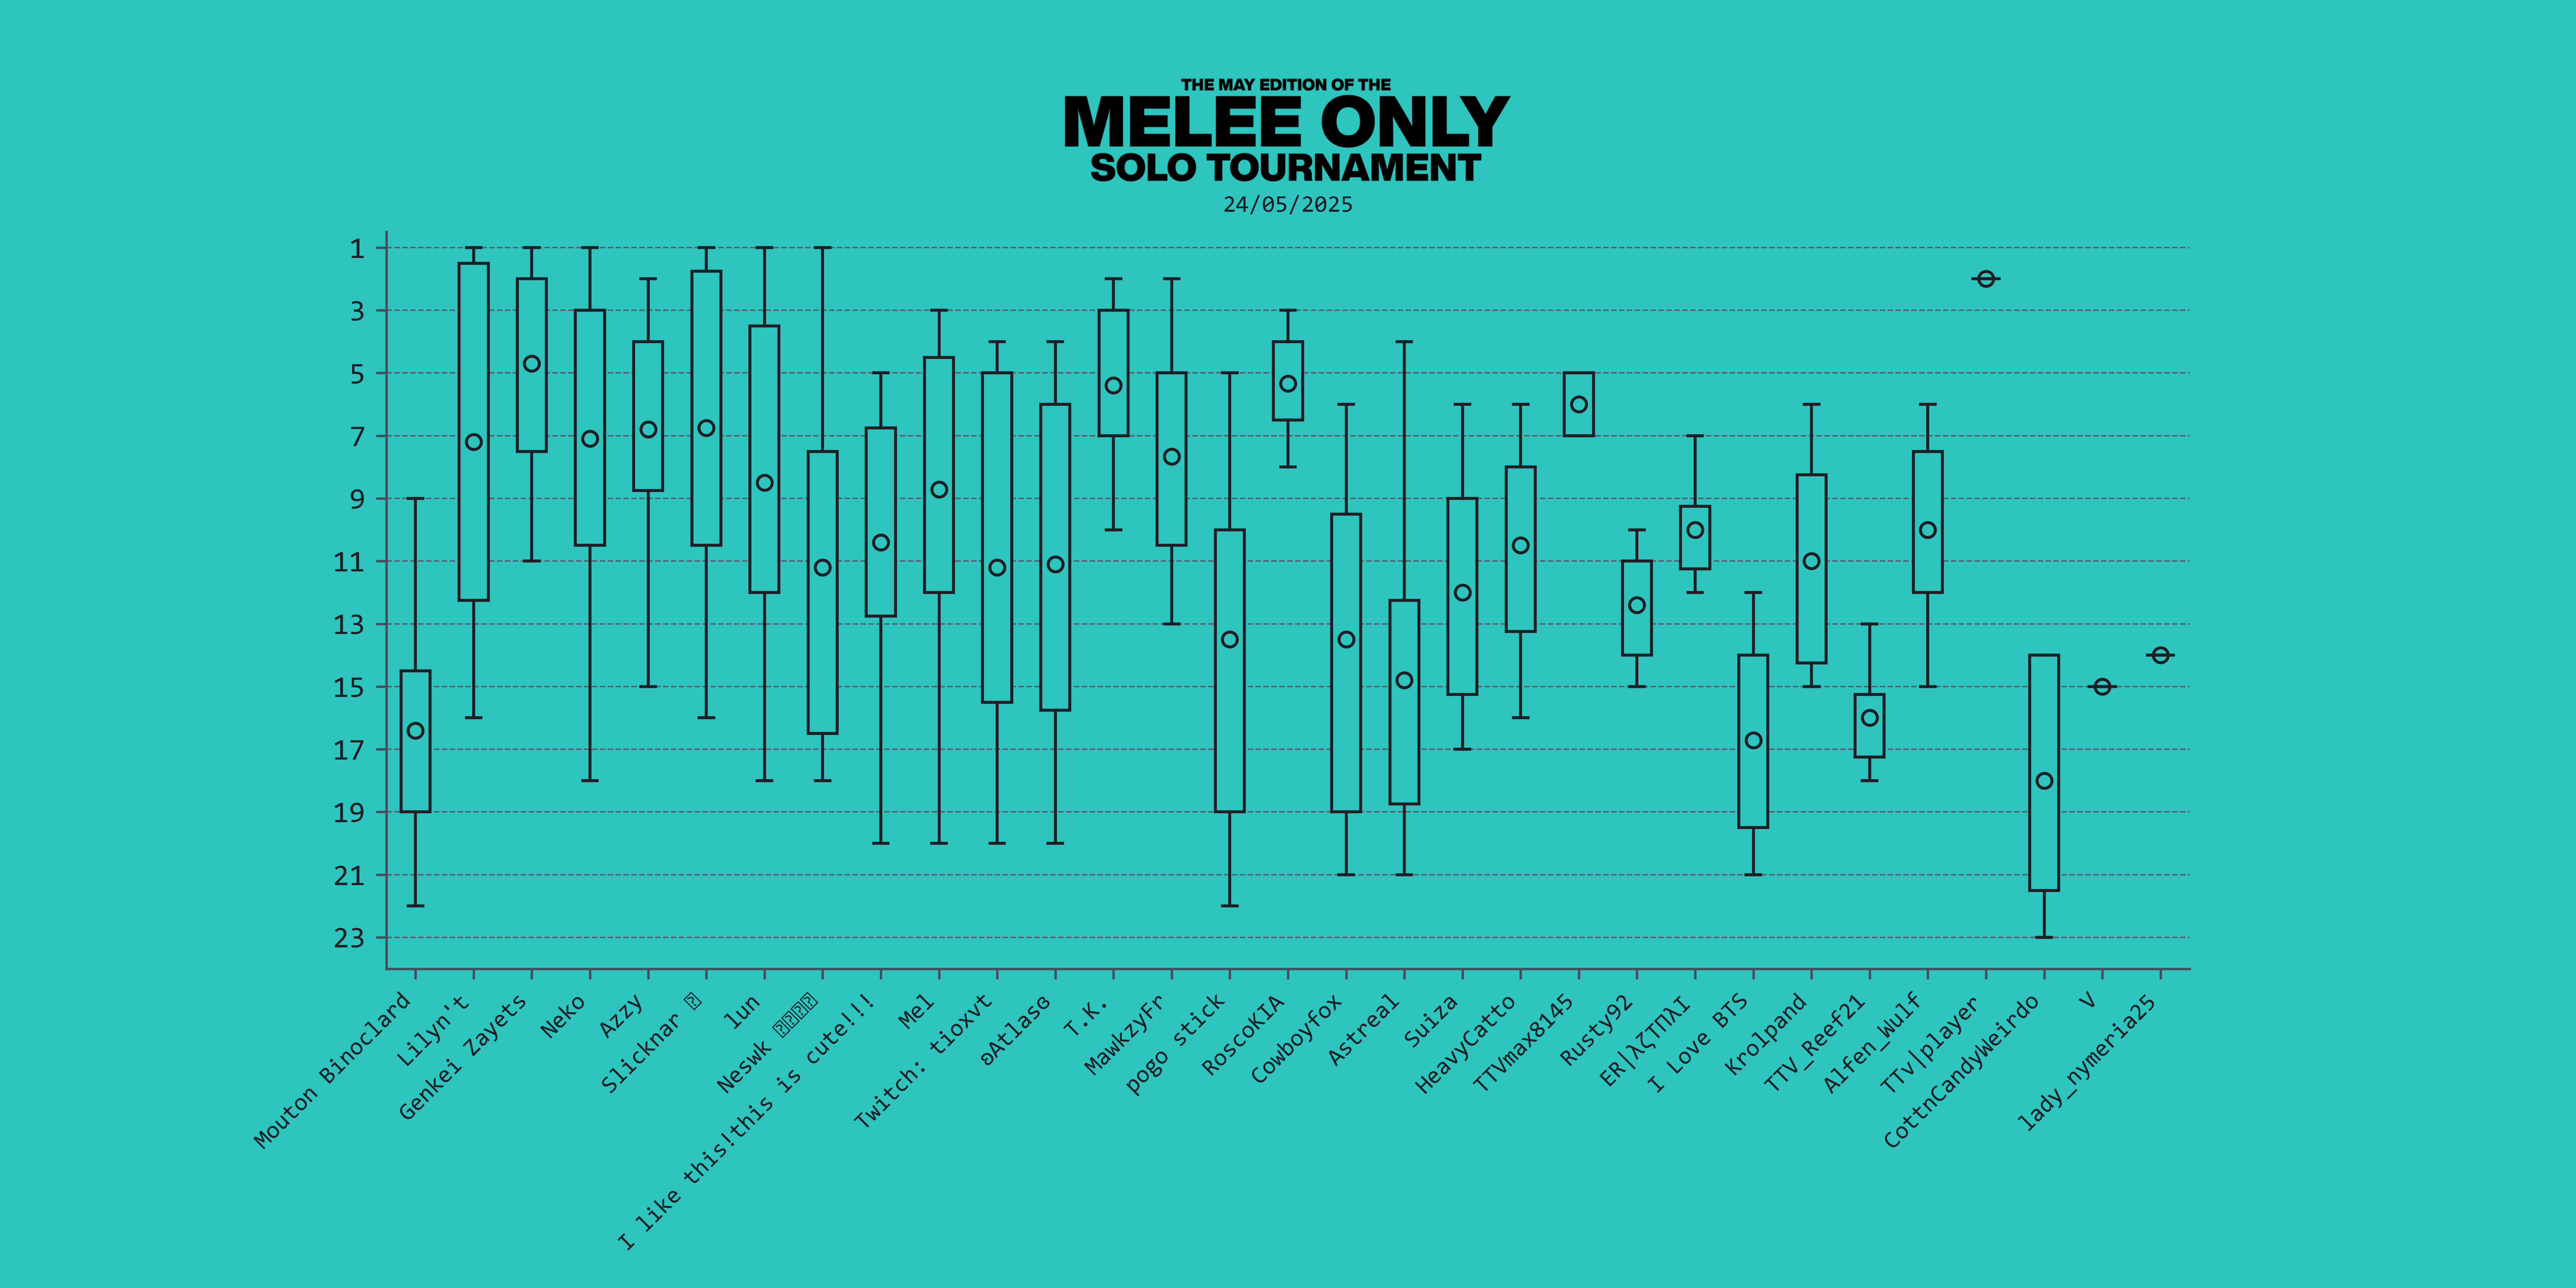 THE MAY EDITION OF THE
MELEE ONLY
SOLO TOURNAMENT
24/05/2025
1
3
5
7
9
11
13
15
17
19
21
23
Mouton Binoclard
Lilyn't
Genkei Zayets
Neko
Azzy
Slicknar
lun
Neswk
I like this!this is cute!!!
Mel
Twitch: tioxvt
ʚAtlasɞ
T.K.
MawkzyFr
pogo stick
RoscoKIA
Cowboyfox
Astreal
Suiza
HeavyCatto
TTVmax8145
Rusty92
ER|λζΤΠλΙ
I Love BTS
Krolpand
TTV_Reef21
Alfen_Wulf
TTv|player
CottnCandyWeirdo
V
lady_nymeria25